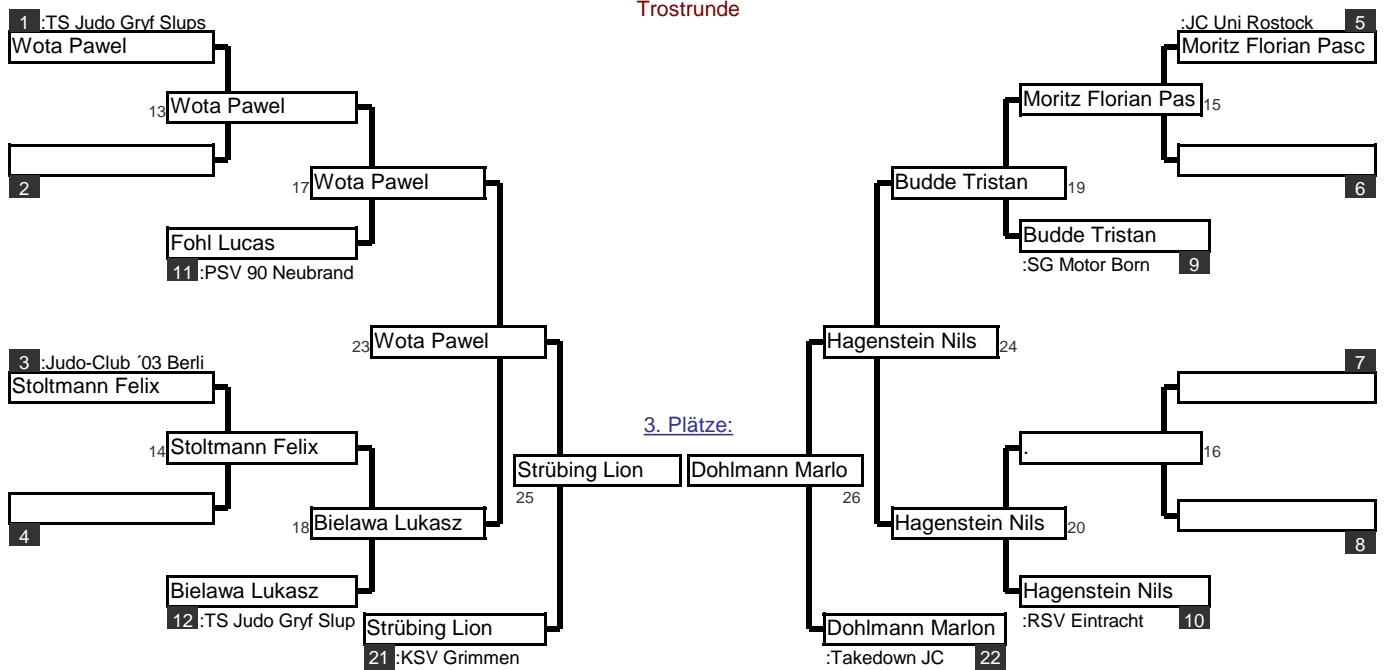 Trostrunde
1 :TS Judo Gryf Slups
Wota Pawel
:JC Uni Rostock 5
Moritz Florian Pasc
13 Wota Pawel
Moritz Florian Pas 15
2
17 Wota Pawel
Budde Tristan 19
6
Fohl Lucas
11 :PSV 90 Neubrand
Budde Tristan
:SG Motor Born 9
23 Wota Pawel
Hagenstein Nils 24
3 :Judo-Club ´03 Berli
Stoltmann Felix
7
3. Plätze:
14 Stoltmann Felix
. 16
Strübing Lion
25
Dohlmann Marlo
26
4
18 Bielawa Lukasz
Hagenstein Nils 20
8
Bielawa Lukasz
12 :TS Judo Gryf Slup
Hagenstein Nils
:RSV Eintracht 10
Strübing Lion
21 :KSV Grimmen
Dohlmann Marlon
:Takedown JC 22